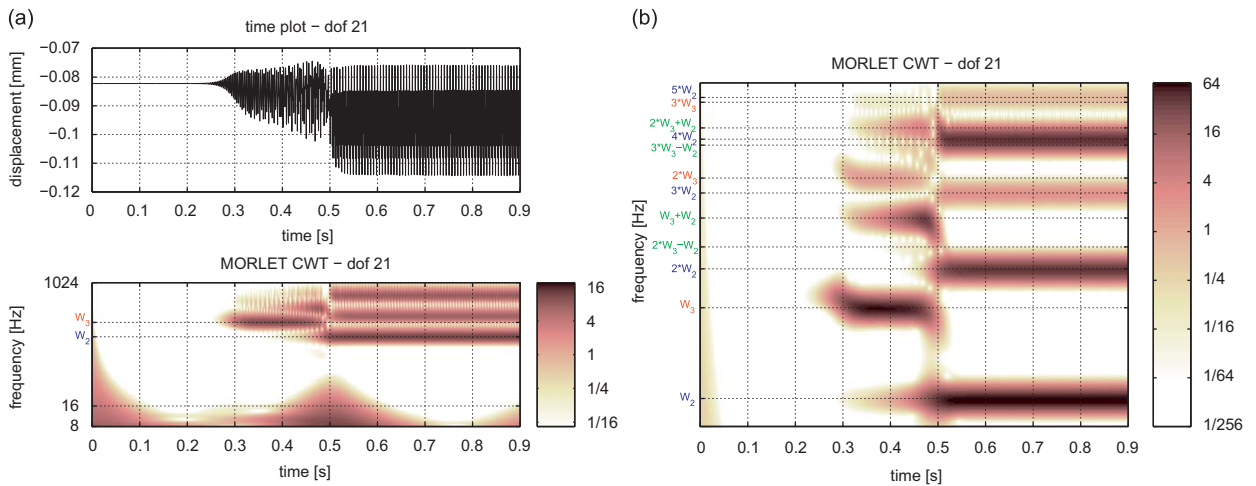 (a)
time plot − dof 21
displacement [mm]
−0.07
−0.08
−0.09
−0.1
−0.11
−0.12
0 0.1 0.2 0.3 0.4 0.5 0.6 0.7 0.8 0.9
time [s]
MORLET CWT − dof 21
frequency [Hz]
1024
W3
W2
16
8
0 0.1 0.2 0.3 0.4 0.5 0.6 0.7 0.8 0.9
time [s]
16
4
1
1/4
1/16
(b)
MORLET CWT − dof 21
frequency [Hz]
5*W2
3*W3
2*W3+W2
4*W2
3*W3−W2
2*W3
3*W2
W3+W2
2*W3−W2
2*W2
W3
W2
0 0.1 0.2 0.3 0.4 0.5 0.6 0.7 0.8 0.9
time [s]
64
16
4
1
1/4
1/16
1/64
1/256